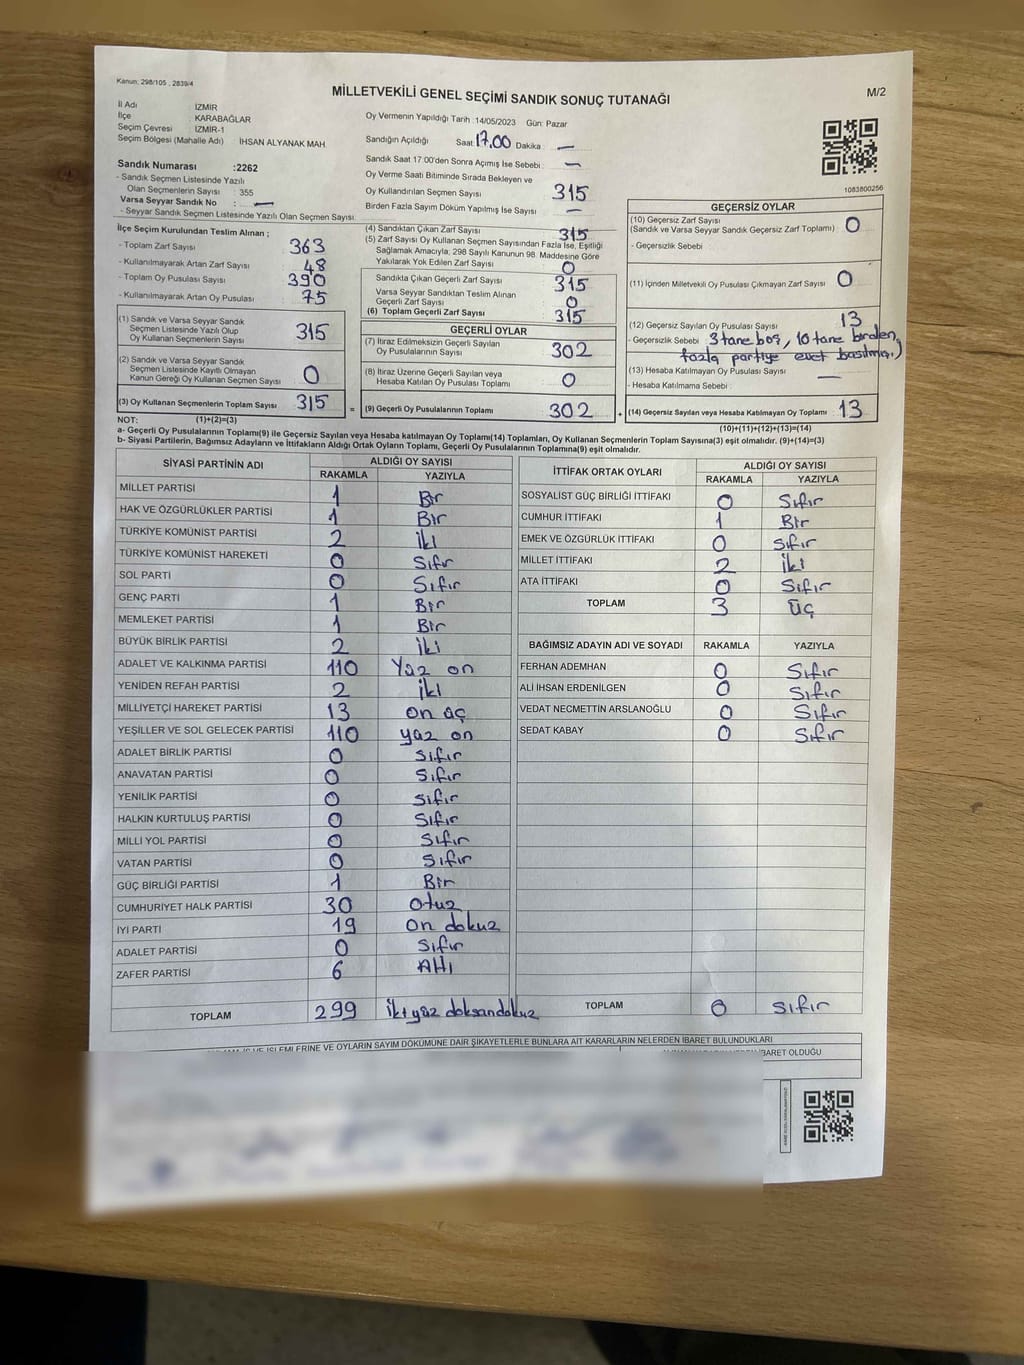 Kanun: 298/105 , 2839/4
MİLLETVEKİLİ GENEL SEÇİMİ SANDIK SONUÇ TUTANAĞI
M/2
İl Adı : İZMİR
İlçe : KARABAĞLAR
Seçim Çevresi : İZMİR-1
Seçim Bölgesi (Mahalle Adı) İHSAN ALYANAK MAH.
Sandık Numarası :2262
- Sandık Seçmen Listesinde Yazılı
Olan Seçmenlerin Sayısı : 355
Varsa Seyyar Sandık No : —
- Seyyar Sandık Seçmen Listesinde Yazılı Olan Seçmen Sayısı
Oy Vermenin Yapıldığı Tarih : 14/05/2023 Gün: Pazar
Sandığın Açıldığı Saat 17.00 Dakika : —
Sandık Saat 17:00'den Sonra Açımış İse Sebebi : —
Oy Verme Saati Bitiminde Sırada Bekleyen ve
Oy Kullandırılan Seçmen Sayısı 315
Birden Fazla Sayım Döküm Yapılmış İse Sayısı —
1083800256
İlçe Seçim Kurulundan Teslim Alınan ;
- Toplam Zarf Sayısı 363
- Kullanılmayarak Artan Zarf Sayısı 48
- Toplam Oy Pusulası Sayısı 390
- Kullanılmayarak Artan Oy Pusulası 75
(4) Sandıktan Çıkan Zarf Sayısı 315
(5) Zarf Sayısı Oy Kullanan Seçmen Sayısından Fazla İse, Eşitliği
Sağlamak Amacıyla; 298 Sayılı Kanunun 98. Maddesine Göre
Yakılarak Yok Edilen Zarf Sayısı 0
Sandıkta Çıkan Geçerli Zarf Sayısı 315
Varsa Seyyar Sandıktan Teslim Alınan
Geçerli Zarf Sayısı 0
(6) Toplam Geçerli Zarf Sayısı 315
(1) Sandık ve Varsa Seyyar Sandık
Seçmen Listesinde Yazılı Olup
Oy Kullanan Seçmen Sayısı 315
(2) Sandık ve Varsa Seyyar Sandık
Seçmen Listesinde Kayıtlı Olmayan
Kanun Gereği Oy Kullanan Seçmen Sayısı 0
(3) Oy Kullanan Seçmenlerin Toplam Sayısı 315
GEÇERLİ OYLAR
(7) İtiraz Edilmeksizin Geçerli Sayılan
Oy Pusulalarının Sayısı 302
(8) İtiraz Üzerine Geçerli Sayılan veya
Hesaba Katılan Oy Pusulası Toplamı 0
= (9) Geçerli Oy Pusulalarının Toplamı 302
GEÇERSİZ OYLAR
(10) Geçersiz Zarf Sayısı
(Sandık ve Varsa Seyyar Sandık Geçersiz Zarf Toplamı) 0
- Geçersizlik Sebebi
(11) İçinden Milletvekili Oy Pusulası Çıkmayan Zarf Sayısı 0
(12) Geçersiz Sayılan Oy Pusulası Sayısı 13
- Geçersizlik Sebebi 3 tane boş, 10 tane birden
fazla partiye evet basılmış)
(13) Hesaba Katılmayan Oy Pusulası Sayısı —
- Hesaba Katılmama Sebebi :
+ (14) Geçersiz Sayılan veya Hesaba Katılmayan Oy Toplamı 13
NOT: (1)+(2)=(3)
(10)+(11)+(12)+(13)=(14)
a- Geçerli Oy Pusulalarının Toplamı(9) ile Geçersiz Sayılan veya Hesaba katılmayan Oy Toplamı(14) Toplamları, Oy Kullanan Seçmenlerin Toplam Sayısına(3) eşit olmalıdır. (9)+(14)=(3)
b- Siyasi Partilerin, Bağımsız Adayların ve İttifakların Aldığı Ortak Oyların Toplamı, Geçerli Oy Pusulalarının Toplamına(9) eşit olmalıdır.
SİYASİ PARTİNİN ADI ALDIĞI OY SAYISI
RAKAMLA YAZIYLA
MİLLET PARTİSİ 1 Bir
HAK VE ÖZGÜRLÜKLER PARTİSİ 1 Bir
TÜRKİYE KOMÜNİST PARTİSİ 2 İki
TÜRKİYE KOMÜNİST HAREKETİ 0 Sıfır
SOL PARTİ 0 Sıfır
GENÇ PARTİ 1 Bir
MEMLEKET PARTİSİ 1 Bir
BÜYÜK BİRLİK PARTİSİ 2 İki
ADALET VE KALKINMA PARTİSİ 110 Yüz on
YENİDEN REFAH PARTİSİ 2 İki
MİLLİYETÇİ HAREKET PARTİSİ 13 on üç
YEŞİLLER VE SOL GELECEK PARTİSİ 110 yüz on
ADALET BİRLİK PARTİSİ 0 sıfır
ANAVATAN PARTİSİ 0 Sıfır
YENİLİK PARTİSİ 0 sıfır
HALKIN KURTULUŞ PARTİSİ 0 Sıfır
MİLLİ YOL PARTİSİ 0 Sıfır
VATAN PARTİSİ 0 Sıfır
GÜÇ BİRLİĞİ PARTİSİ 1 Bir
CUMHURİYET HALK PARTİSİ 30 otuz
İYİ PARTİ 19 on dokuz
ADALET PARTİSİ 0 Sıfır
ZAFER PARTİSİ 6 Altı
TOPLAM 299 İki yüz doksandokuz
İTTİFAK ORTAK OYLARI ALDIĞI OY SAYISI
RAKAMLA YAZIYLA
SOSYALİST GÜÇ BİRLİĞİ İTTİFAKI 0 Sıfır
CUMHUR İTTİFAKI 1 Bir
EMEK VE ÖZGÜRLÜK İTTİFAKI 0 Sıfır
MİLLET İTTİFAKI 2 İki
ATA İTTİFAKI 0 Sıfır
TOPLAM 3 Üç
BAĞIMSIZ ADAYIN ADI VE SOYADI RAKAMLA YAZIYLA
FERHAN ADEMHAN 0 Sıfır
ALİ İHSAN ERDENİLGEN 0 Sıfır
VEDAT NECMETTİN ARSLANOĞLU 0 Sıfır
SEDAT KABAY 0 Sıfır
TOPLAM 0 sıfır
VE İŞLEMLERİNE VE OYLARIN SAYIM DÖKÜMÜNE DAİR ŞİKAYETLERLE BUNLARA AİT KARARLARIN NELERDEN İBARET BULUNDUKLARI
İBARET OLDUĞU